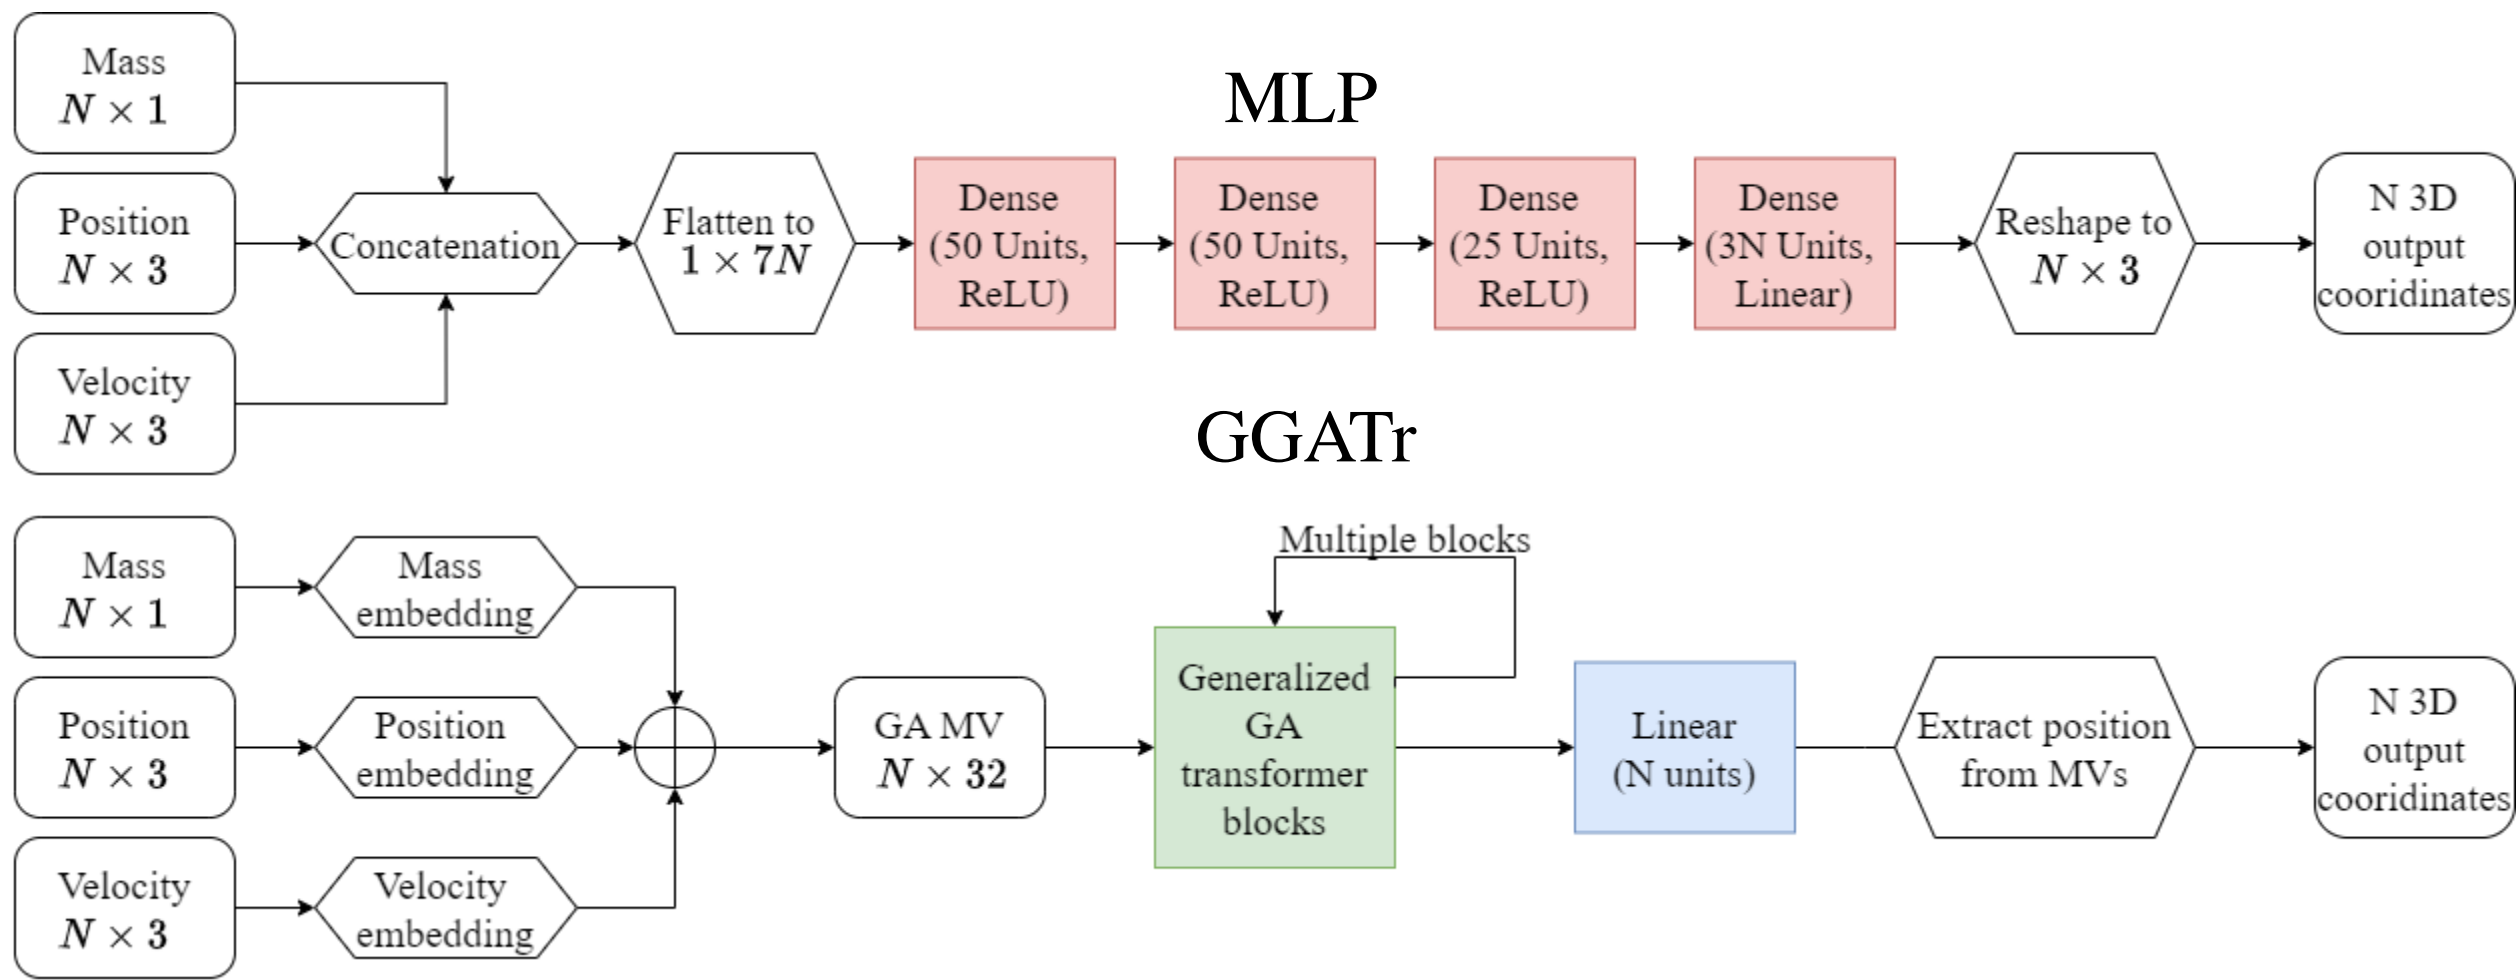 MLP
Mass
N × 1
Position
N × 3
Velocity
N × 3
Concatenation
Flatten to
1 × 7N
Dense
(50 Units,
ReLU)
Dense
(50 Units,
ReLU)
Dense
(25 Units,
ReLU)
Dense
(3N Units,
Linear)
Reshape to
N × 3
N 3D
output
cooridinates
GGATr
Mass
N × 1
Position
N × 3
Velocity
N × 3
Mass
embedding
Position
embedding
Velocity
embedding
GA MV
N × 32
Multiple blocks
Generalized
GA
transformer
blocks
Linear
(N units)
Extract position
from MVs
N 3D
output
cooridinates